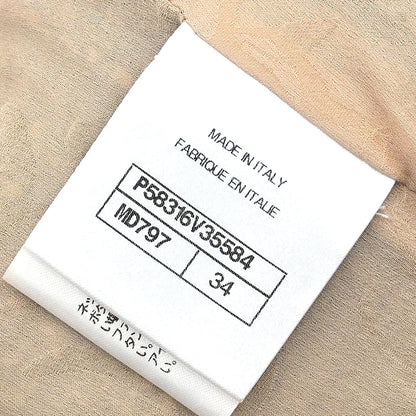 MADE IN ITALY
FABRIQUE EN ITALIE
P58316V35584
MD797
34